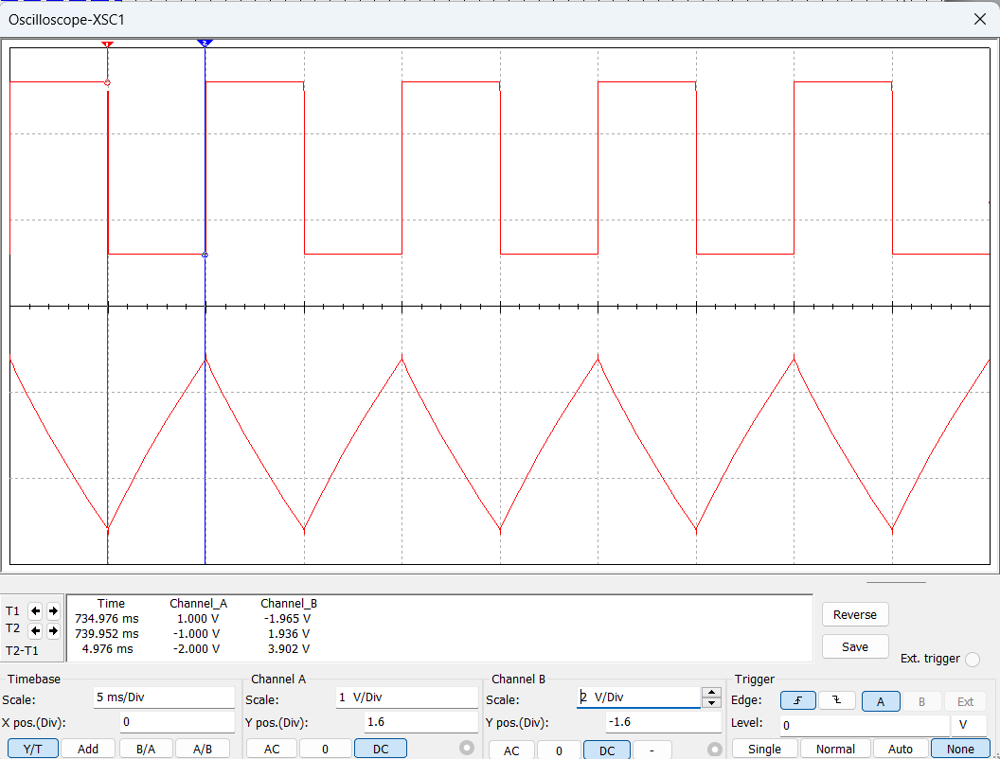 Oscilloscope-XSC1
1 2
Time Channel_A Channel_B
T1 734.976 ms 1.000 V -1.965 V
T2 739.952 ms -1.000 V 1.936 V
T2-T1 4.976 ms -2.000 V 3.902 V
Reverse
Save
Ext. trigger
Timebase
Scale: 5 ms/Div
X pos.(Div): 0
Y/T Add B/A A/B
Channel A
Scale: 1 V/Div
Y pos.(Div): 1.6
AC 0 DC
Channel B
Scale: 2 V/Div
Y pos.(Div): -1.6
AC 0 DC -
Trigger
Edge: A B Ext
Level: 0 V
Single Normal Auto None